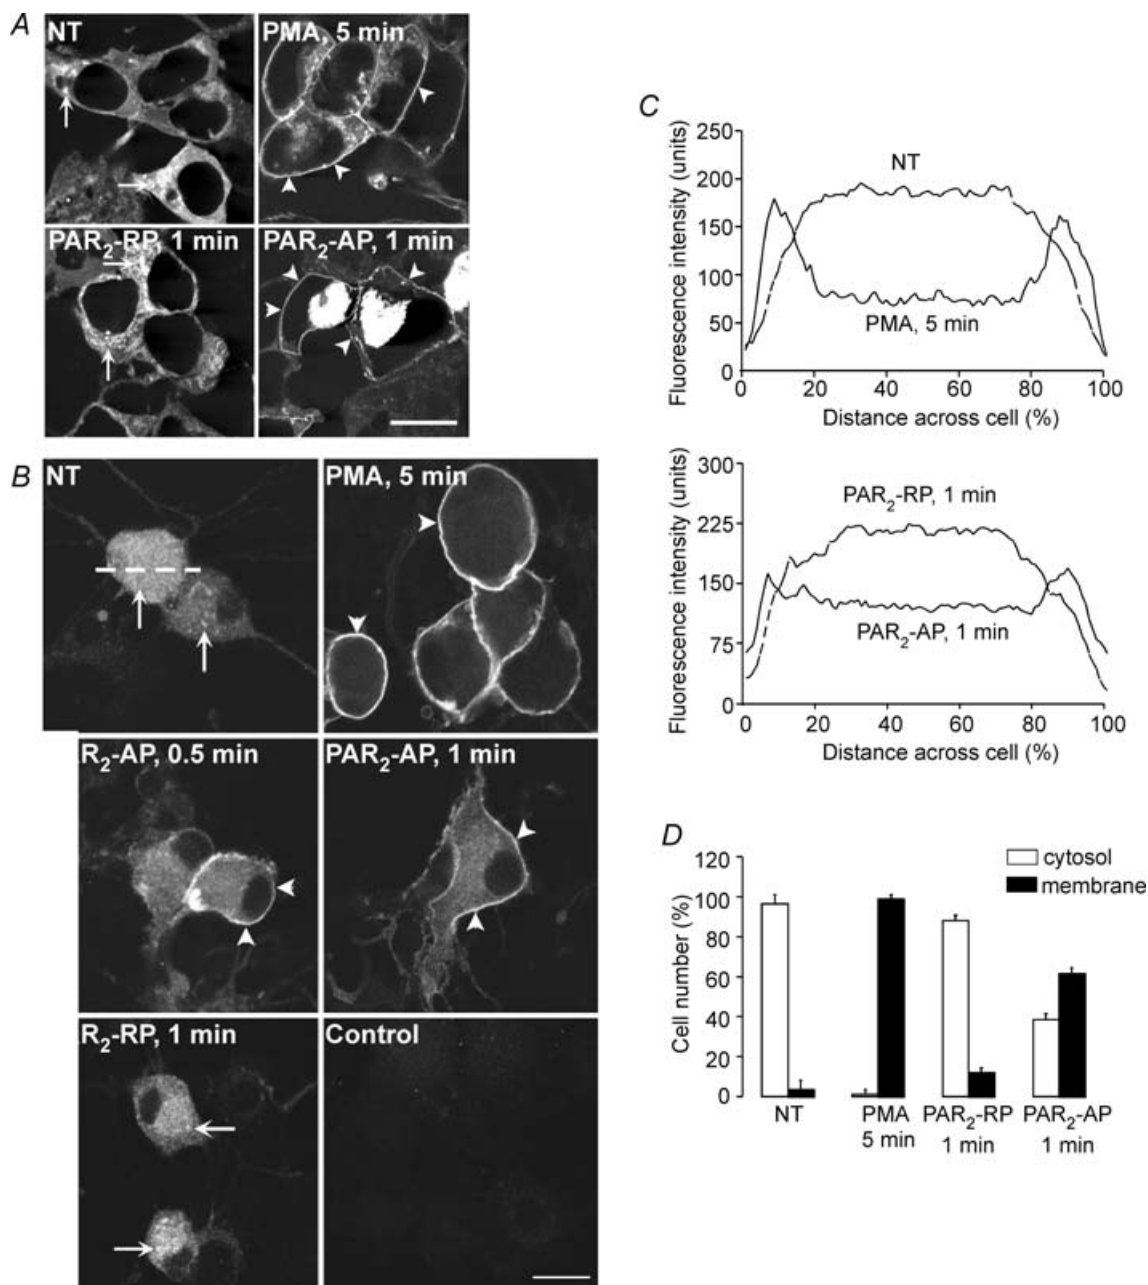 A
NT
PMA, 5 min
PAR2-RP, 1 min
PAR2-AP, 1 min
B
NT
PMA, 5 min
R2-AP, 0.5 min
PAR2-AP, 1 min
R2-RP, 1 min
Control
C
Fluorescence intensity (units)
250
200
150
100
50
0
NT
PMA, 5 min
0 20 40 60 80 100
Distance across cell (%)
Fluorescence intensity (units)
300
225
150
75
0
PAR2-RP, 1 min
PAR2-AP, 1 min
0 20 40 60 80 100
Distance across cell (%)
D
cytosol
membrane
Cell number (%)
120
100
80
60
40
20
0
NT
PMA
5 min
PAR2-RP
1 min
PAR2-AP
1 min